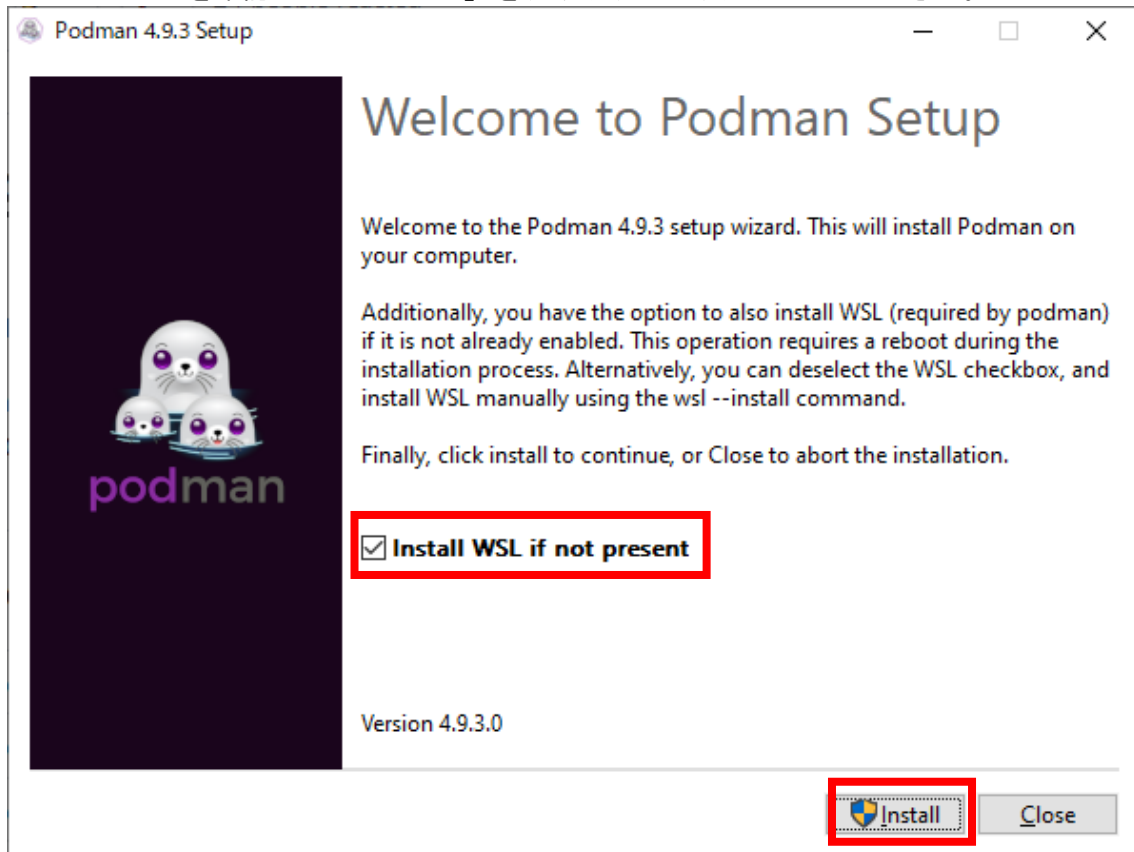 Podman 4.9.3 Setup
Welcome to Podman Setup
Welcome to the Podman 4.9.3 setup wizard. This will install Podman on
your computer.
Additionally, you have the option to also install WSL (required by podman)
if it is not already enabled. This operation requires a reboot during the
installation process. Alternatively, you can deselect the WSL checkbox, and
install WSL manually using the wsl --install command.
Finally, click install to continue, or Close to abort the installation.
podman
Install WSL if not present
Version 4.9.3.0
Install
Close